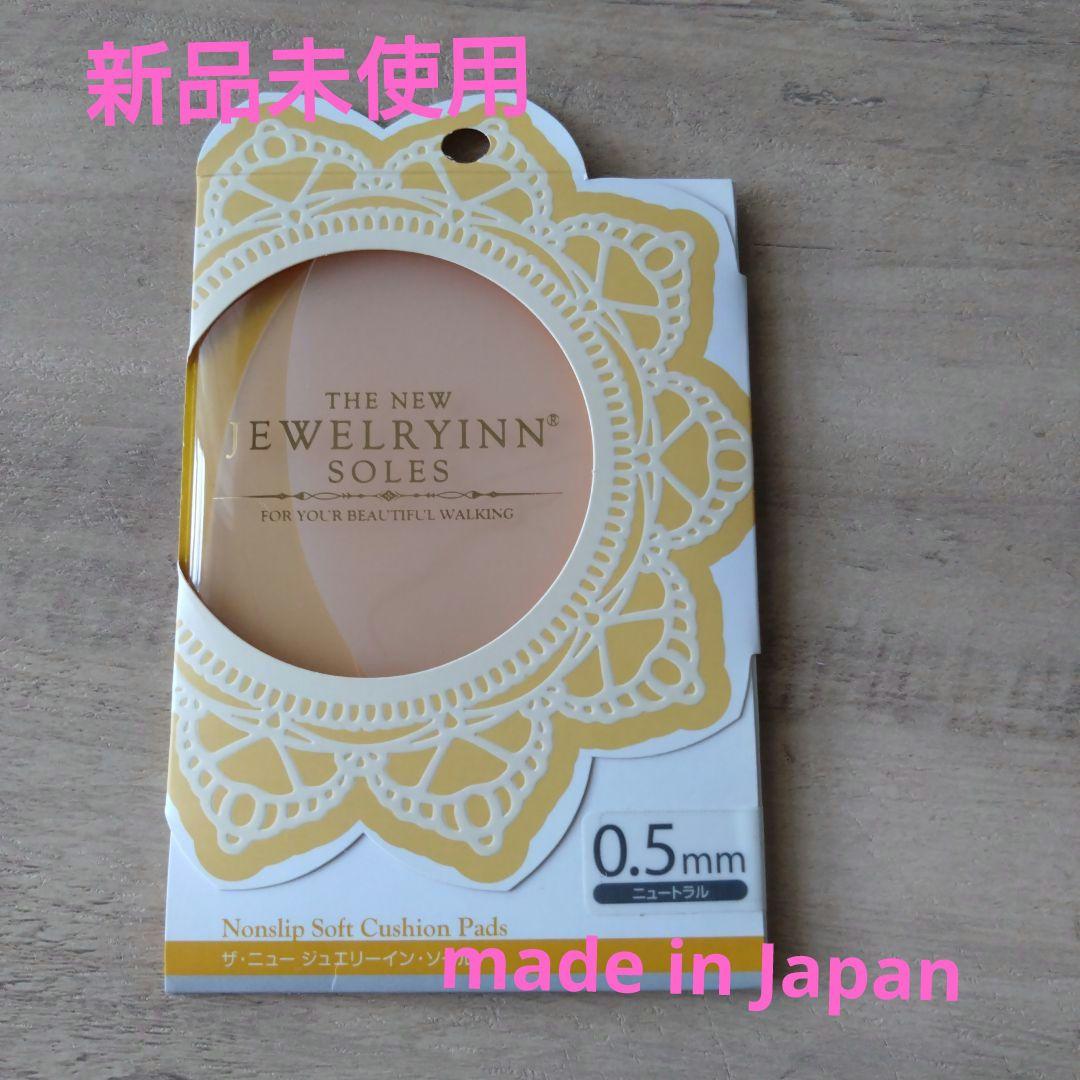 新品未使用
THE NEW
JEWELRYINN®
SOLES
FOR YOUR BEAUTIFUL WALKING
0.5mm
ニュートラル
Nonslip Soft Cushion Pads
ザ・ニュー ジュエリーイン・ソ
made in Japan